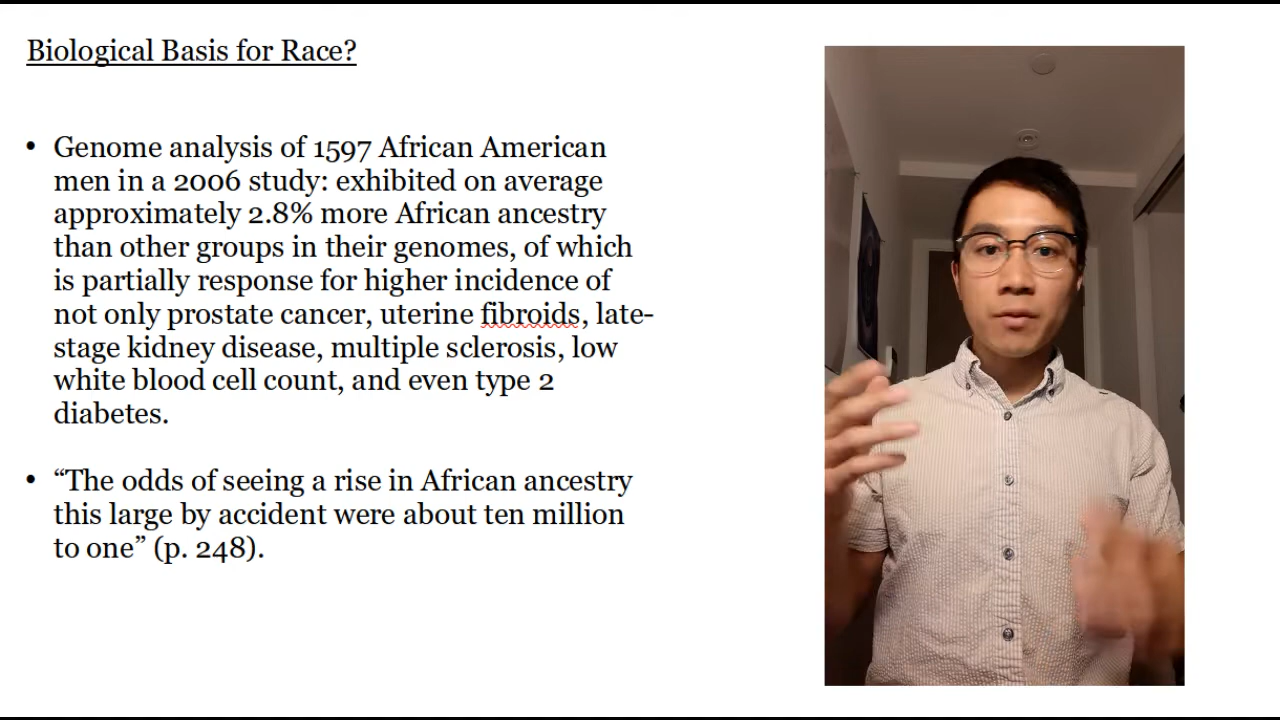 Biological Basis for Race?
• Genome analysis of 1597 African American
men in a 2006 study: exhibited on average
approximately 2.8% more African ancestry
than other groups in their genomes, of which
is partially response for higher incidence of
not only prostate cancer, uterine fibroids, late-
stage kidney disease, multiple sclerosis, low
white blood cell count, and even type 2
diabetes.
• “The odds of seeing a rise in African ancestry
this large by accident were about ten million
to one” (p. 248).